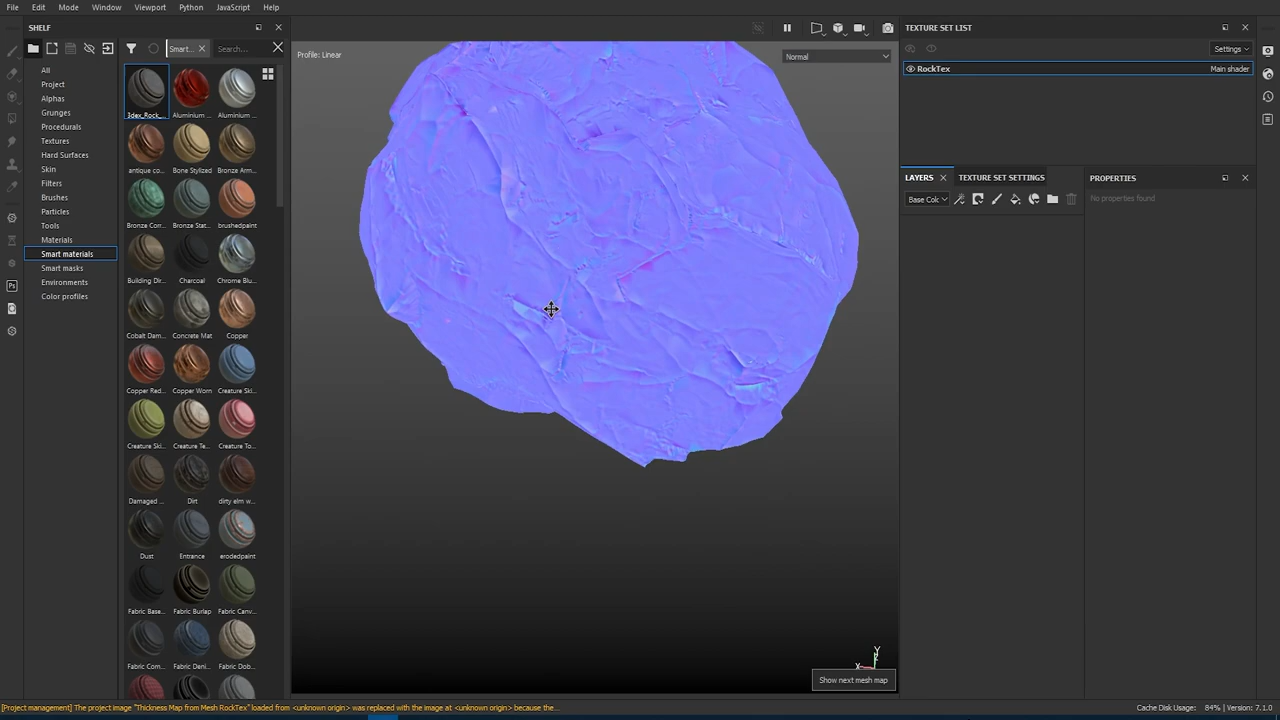 File Edit Mode Window Viewport Python JavaScript Help
SHELF
Smart...
Search...
All
Project
Alphas
Grunges
Procedurals
Textures
Hard Surfaces
Skin
Filters
Brushes
Particles
Tools
Materials
Smart materials
Smart masks
Environments
Color profiles
3dex_Rock_... Aluminium ... Aluminium ...
antique co... Bone Stylized Bronze Arm...
Bronze Corr... Bronze Stat... brushedpaint
Building Dir... Charcoal Chrome Blu...
Cobalt Dam... Concrete Mat Copper
Copper Red... Copper Worn Creature Ski...
Creature Ski... Creature Te... Creature To...
Damaged ... Dirt dirty elm w...
Dust Entrance erodedpaint
Fabric Base... Fabric Burlap Fabric Canv...
Fabric Com... Fabric Deni... Fabric Dob...
Profile: Linear
Normal
Y
X
Show next mesh map
TEXTURE SET LIST
Settings
RockTex Main shader
LAYERS
TEXTURE SET SETTINGS
Base Colo
PROPERTIES
No properties found
Ps
[Project management] The project image "Thickness Map from Mesh RockTex" loaded from <unknown origin> was replaced with the image at <unknown origin> because the...
Cache Disk Usage: 84% | Version: 7.1.0